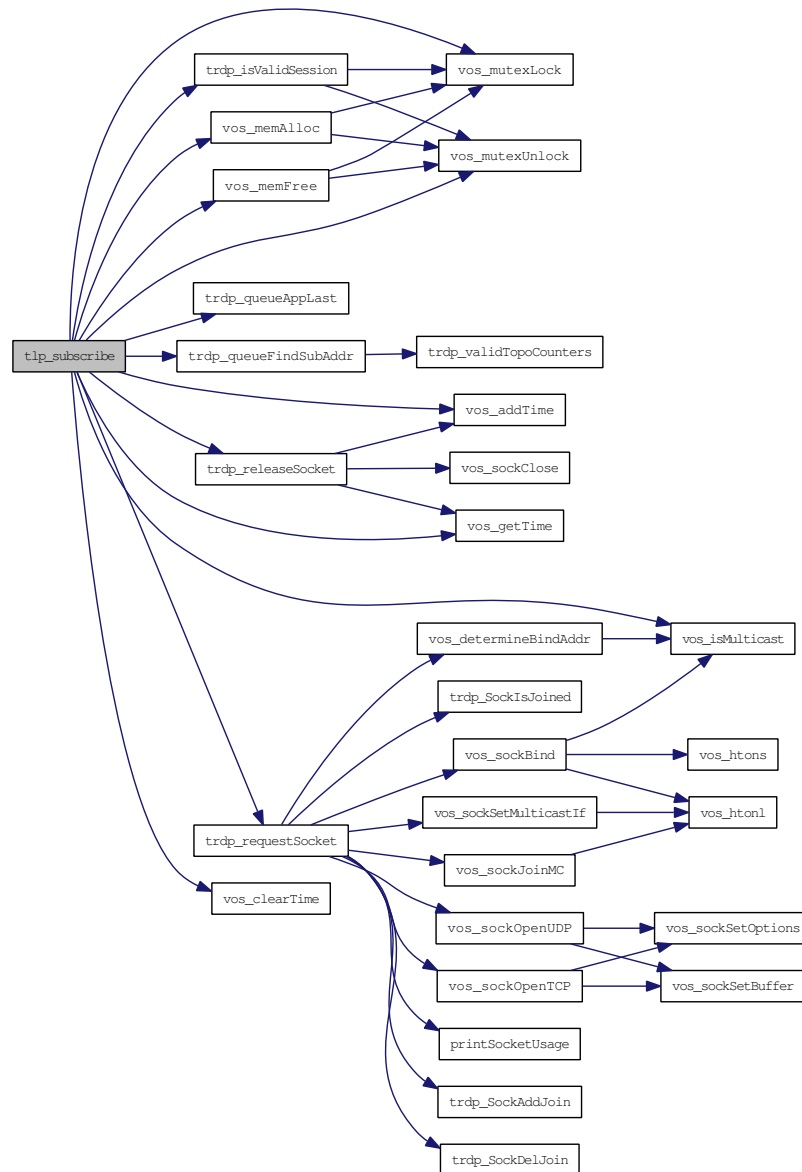 trdp_isValidSession
vos_mutexLock
vos_memAlloc
vos_mutexUnlock
vos_memFree
trdp_queueAppLast
tlp_subscribe
trdp_queueFindSubAddr
trdp_validTopoCounters
vos_addTime
trdp_releaseSocket
vos_sockClose
vos_getTime
vos_determineBindAddr
vos_isMulticast
trdp_SockIsJoined
vos_sockBind
vos_htons
vos_sockSetMulticastIf
vos_htonl
trdp_requestSocket
vos_sockJoinMC
vos_clearTime
vos_sockOpenUDP
vos_sockSetOptions
vos_sockOpenTCP
vos_sockSetBuffer
printSocketUsage
trdp_SockAddJoin
trdp_SockDelJoin